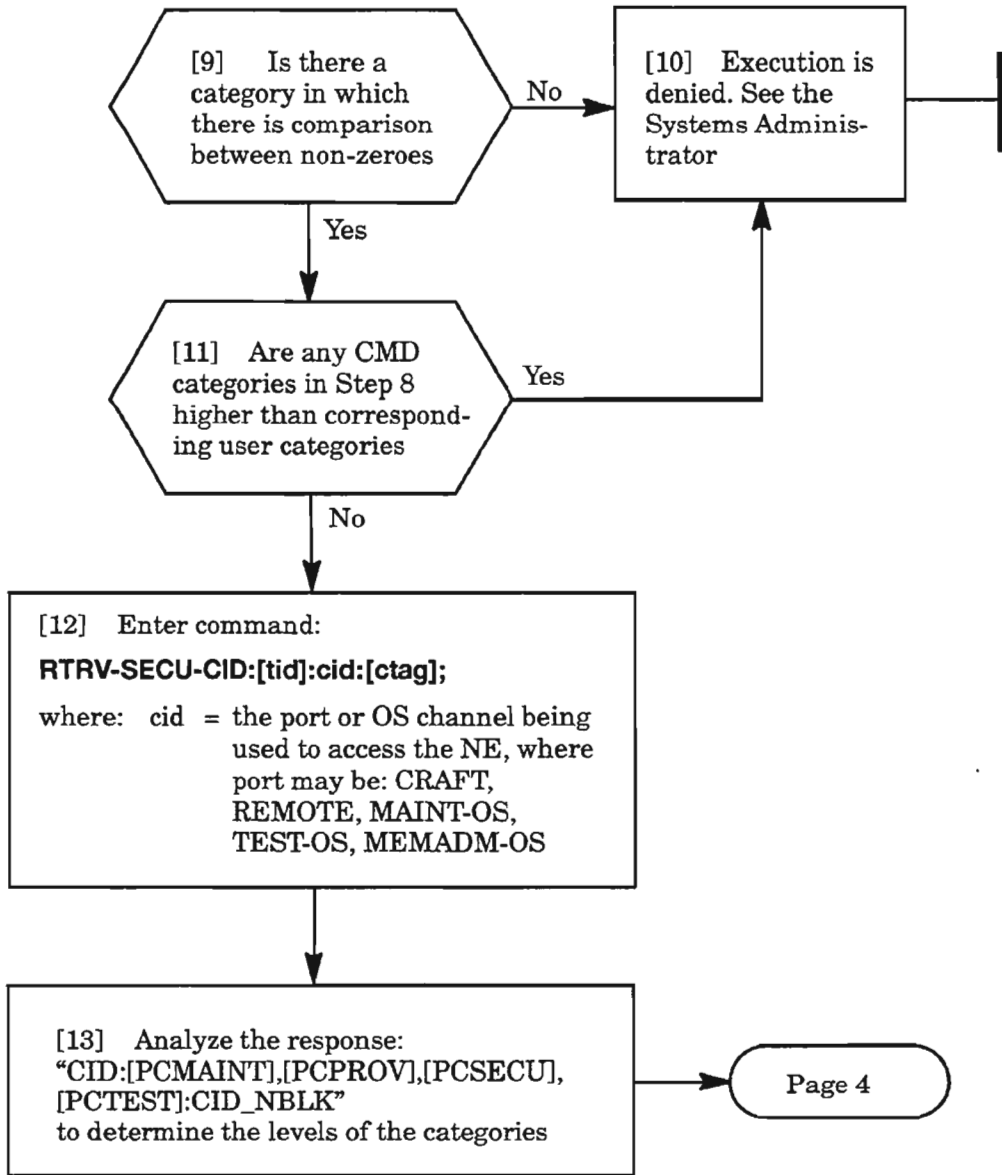 [9] Is there a
category in which
there is comparison
between non-zeroes
No
[10] Execution is
denied. See the
Systems Adminis-
trator
Yes
[11] Are any CMD
categories in Step 8
higher than correspond-
ing user categories
Yes
No
[12] Enter command:
RTRV-SECU-CID:[tid]:cid:[ctag];
where: cid = the port or OS channel being
used to access the NE, where
port may be: CRAFT,
REMOTE, MAINT-OS,
TEST-OS, MEMADM-OS
[13] Analyze the response:
“CID:[PCMAINT],[PCPROV],[PCSECU],
[PCTEST]:CID_NBLK”
to determine the levels of the categories
Page 4